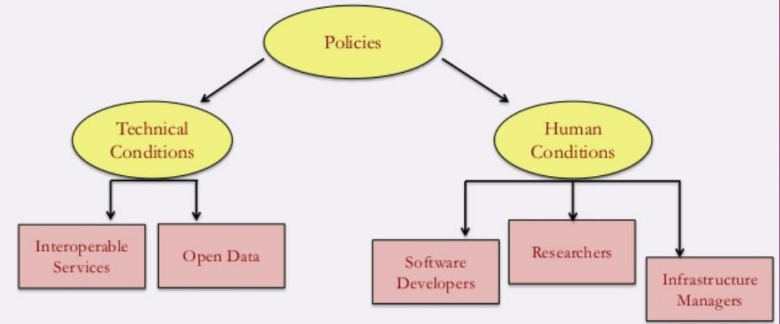 Policies
Technical
Conditions
Human
Conditions
Interoperable
Services
Open Data
Software
Developers
Researchers
Infrastructure
Managers